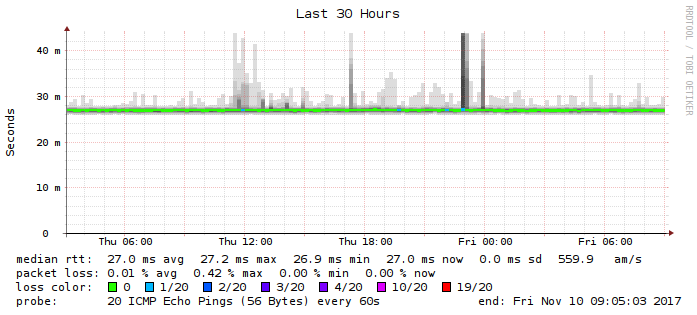 Last 30 Hours
RRDTOOL / TOBI OETIKER
Seconds
40 m
30 m
20 m
10 m
0
Thu 06:00 Thu 12:00 Thu 18:00 Fri 00:00 Fri 06:00
median rtt: 27.0 ms avg 27.2 ms max 26.9 ms min 27.0 ms now 0.0 ms sd 559.9 am/s
packet loss: 0.01 % avg 0.42 % max 0.00 % min 0.00 % now
loss color: 0 1/20 2/20 3/20 4/20 10/20 19/20
probe: 20 ICMP Echo Pings (56 Bytes) every 60s end: Fri Nov 10 09:05:03 2017